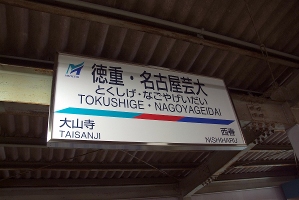 徳重・名古屋芸大
とくしげ・なごやげいだい
TOKUSHIGE・NAGOYAGEIDAI
大山寺
TAISANJI
西春
NISHIHARU